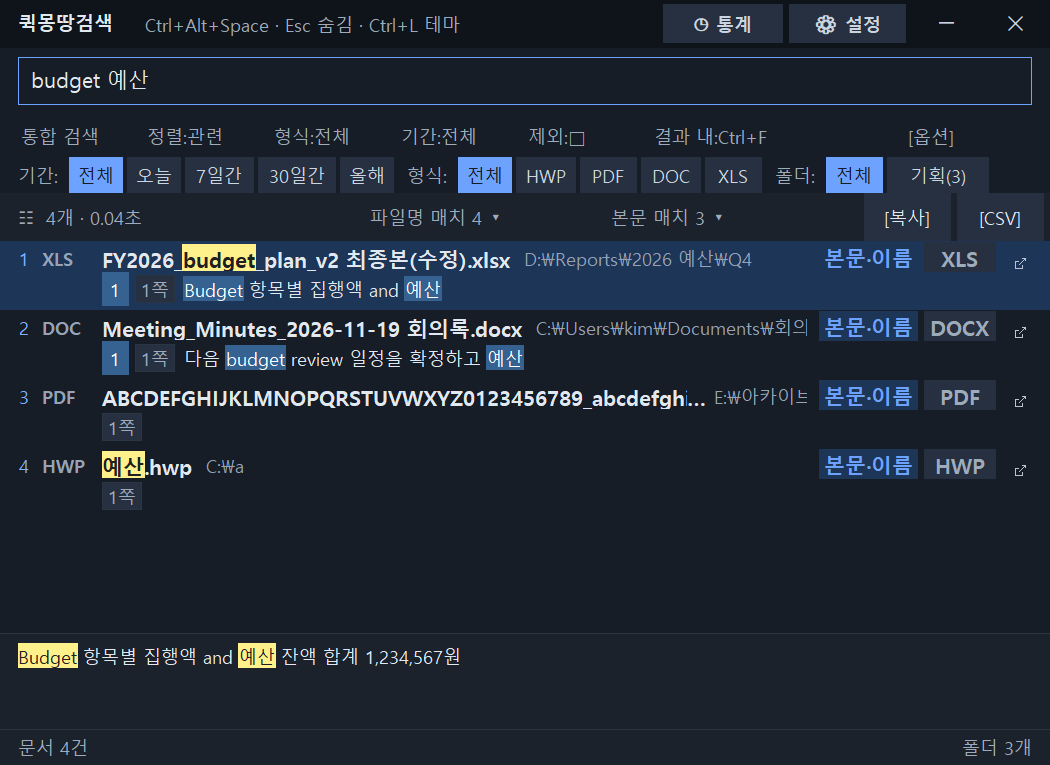 퀵몽땅검색 Ctrl+Alt+Space · Esc 숨김 · Ctrl+L 테마 통계 설정
budget 예산
통합 검색 정렬:관련 형식:전체 기간:전체 제외:□ 결과 내:Ctrl+F [옵션]
기간: 전체 오늘 7일간 30일간 올해 형식: 전체 HWP PDF DOC XLS 폴더: 전체 기획(3)
4개 · 0.04초 파일명 매치 4 ▾ 본문 매치 3 ▾ [복사] [CSV]
1 XLS FY2026_budget_plan_v2 최종본(수정).xlsx D:₩Reports₩2026 예산₩Q4 본문·이름 XLS
1 1쪽 Budget 항목별 집행액 and 예산
2 DOC Meeting_Minutes_2026-11-19 회의록.docx C:₩Users₩kim₩Documents₩회의 본문·이름 DOCX
1 1쪽 다음 budget review 일정을 확정하고 예산
3 PDF ABCDEFGHIJKLMNOPQRSTUVWXYZ0123456789_abcdefghi... E:₩아카이브 본문·이름 PDF
1쪽
4 HWP 예산.hwp C:₩a 본문·이름 HWP
1쪽
Budget 항목별 집행액 and 예산 잔액 합계 1,234,567원
문서 4건 폴더 3개